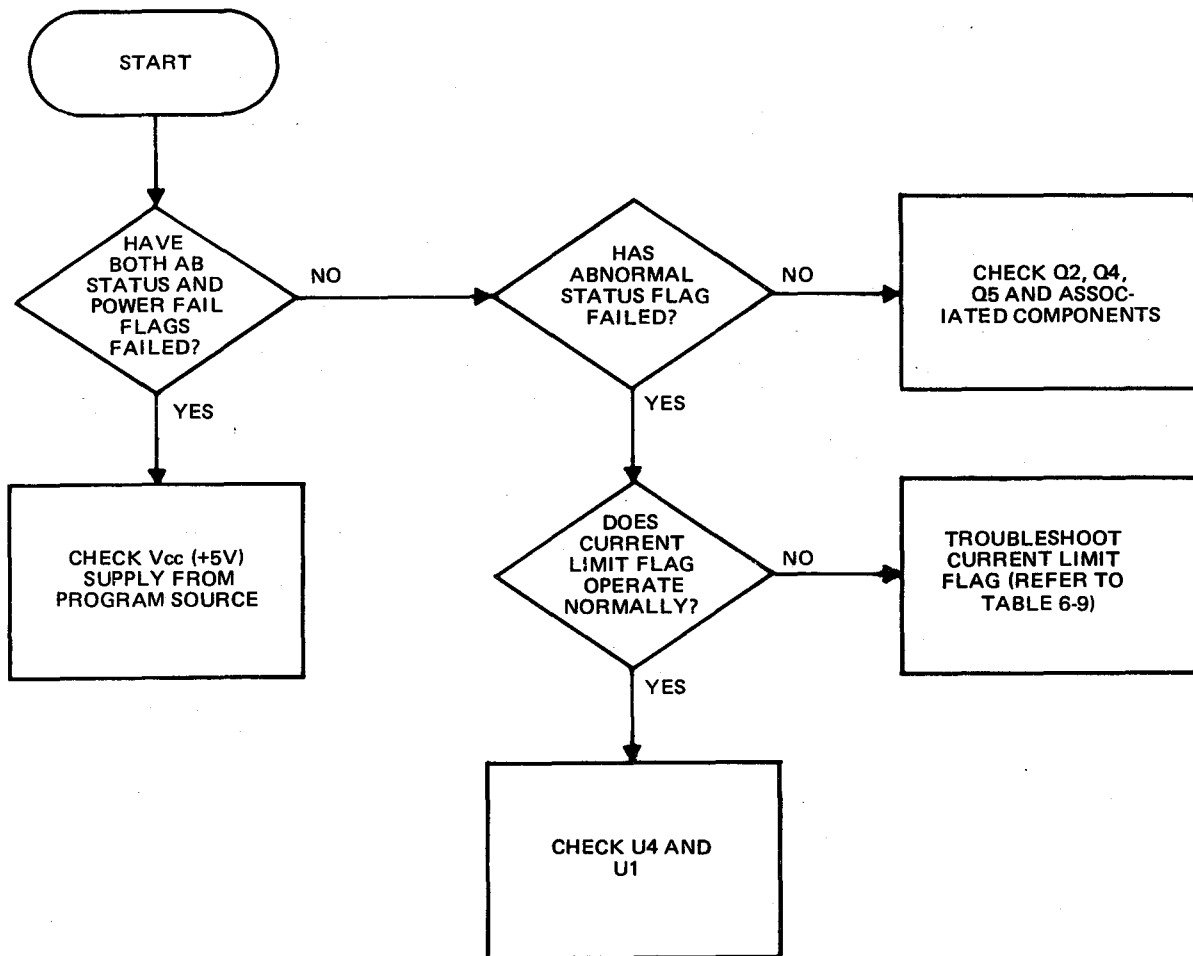 START
HAVE
BOTH AB
STATUS AND
POWER FAIL
FLAGS
FAILED?
NO
YES
HAS
ABNORMAL
STATUS FLAG
FAILED?
NO
YES
CHECK Q2, Q4,
Q5 AND ASSOC-
IATED COMPONENTS
CHECK Vcc (+5V)
SUPPLY FROM
PROGRAM SOURCE
DOES
CURRENT
LIMIT FLAG
OPERATE
NORMALLY?
NO
YES
TROUBLESHOOT
CURRENT LIMIT
FLAG (REFER TO
TABLE 6-9)
CHECK U4 AND
U1